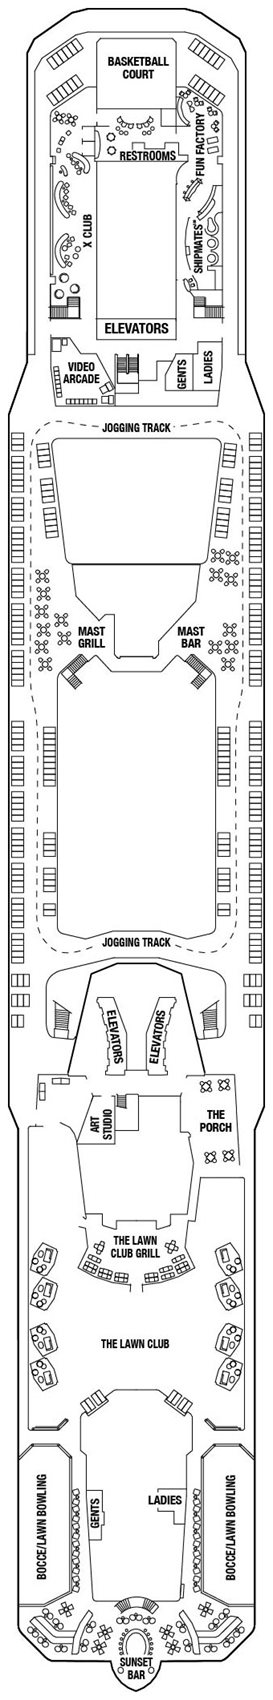 BASKETBALL
COURT
RESTROOMS
FUN FACTORY
X CLUB
SHIPMATES℠
ELEVATORS
VIDEO
ARCADE
GENTS
LADIES
JOGGING TRACK
MAST
GRILL
MAST
BAR
JOGGING TRACK
ELEVATORS
ELEVATORS
ART
STUDIO
THE
PORCH
THE LAWN
CLUB GRILL
THE LAWN CLUB
BOCCE/LAWN BOWLING
GENTS
LADIES
BOCCE/LAWN BOWLING
SUNSET
BAR